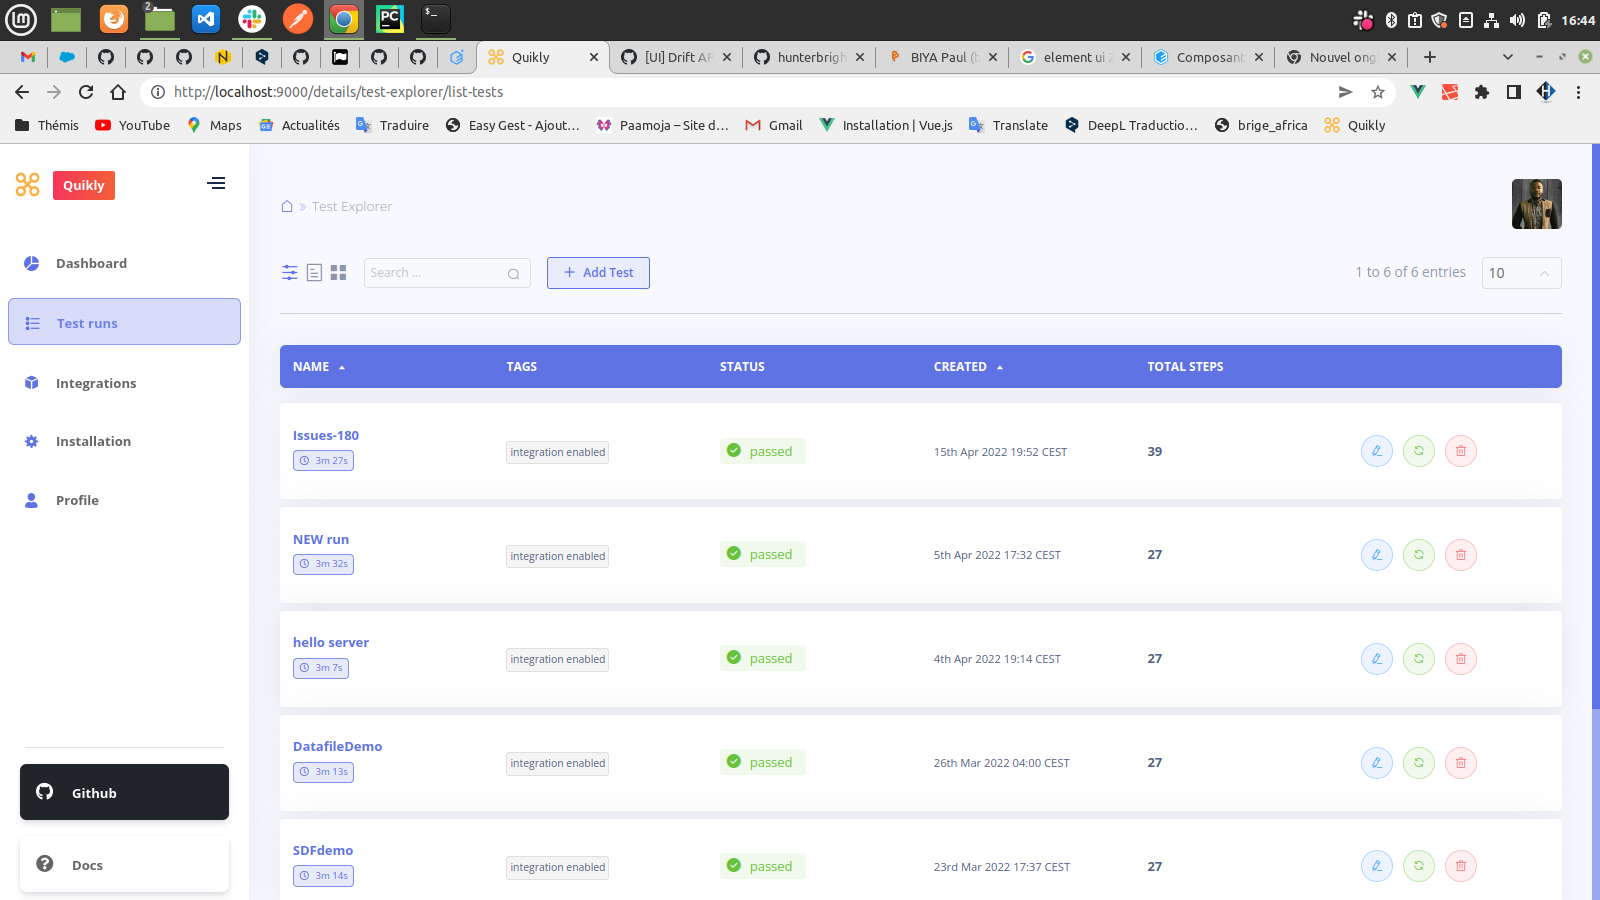 2
PC
16:44
Quikly
[UI] Drift AP
hunterbrigh
BIYA Paul (b
element ui 2
Composant
Nouvel ong
http://localhost:9000/details/test-explorer/list-tests
Thémis
YouTube
Maps
Actualités
Traduire
Easy Gest - Ajout...
Paamoja – Site d...
Gmail
Installation | Vue.js
Translate
DeepL Traductio...
brige_africa
Quikly
Quikly
Test Explorer
Dashboard
Test runs
Integrations
Installation
Profile
Github
Docs
Search ...
Add Test
1 to 6 of 6 entries
10
NAME TAGS STATUS CREATED TOTAL STEPS
Issues-180
3m 27s
integration enabled
passed
15th Apr 2022 19:52 CEST
39
NEW run
3m 32s
integration enabled
passed
5th Apr 2022 17:32 CEST
27
hello server
3m 7s
integration enabled
passed
4th Apr 2022 19:14 CEST
27
DatafileDemo
3m 13s
integration enabled
passed
26th Mar 2022 04:00 CEST
27
SDFdemo
3m 14s
integration enabled
passed
23rd Mar 2022 17:37 CEST
27